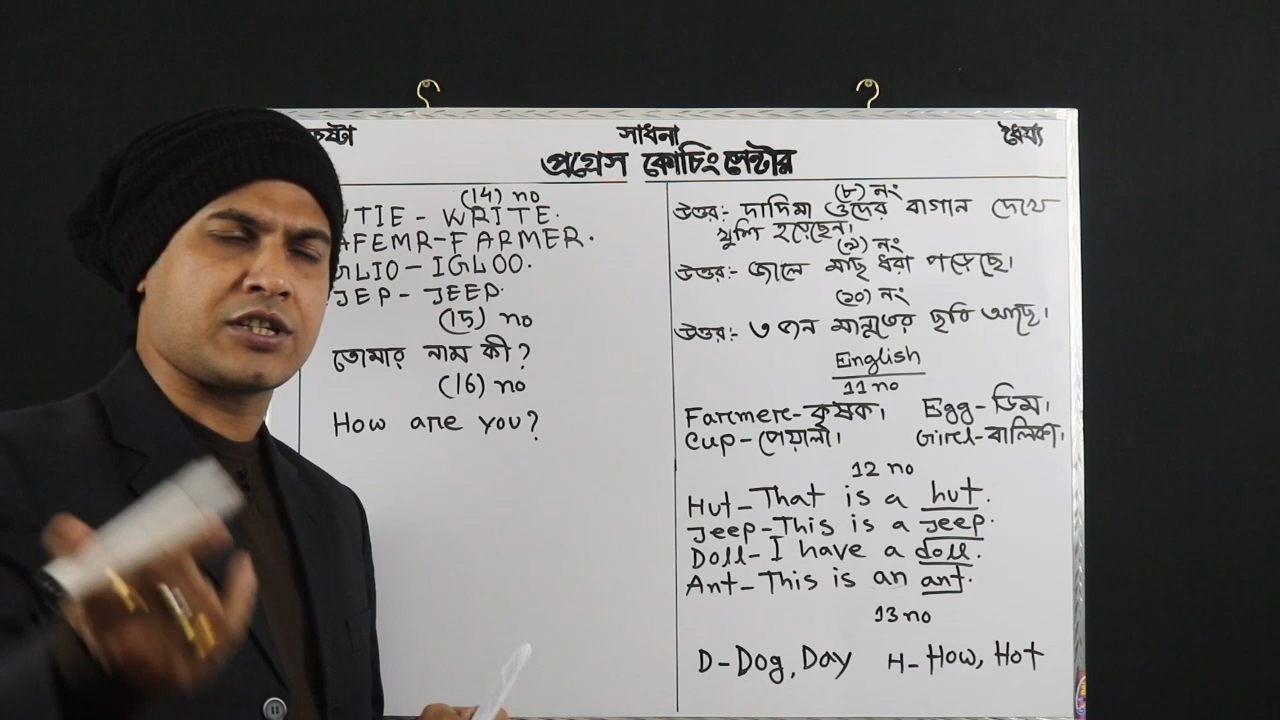 সাধনা
ধৈর্য্য
প্রগ্রেস কোচিং সেন্টার
(14) no
TIE - WRITE.
AFEMR-FARMER.
GLIO-IGLOO.
JEP - JEEP.
(15) no
তোমার নাম কী?
(16) no
How are you?
(৮) নং
উত্তর:- দাদিমা ওদের বাগান দেখে
খুশি হয়েছেন।
(৯) নং
উত্তর:- জালে মাছ ধরা পড়েছে।
(১০) নং
উত্তর:- ৩ জন মানুষের ছবি আছে।
English
11 no
Farmer-কৃষক। Egg-ডিম।
Cup-পেয়ালা। Girl-বালিকা।
12 no
Hut-That is a hut.
Jeep-This is a Jeep.
Doll-I have a doll.
Ant-This is an ant.
13 no
D-Dog, Day H-How, Hot